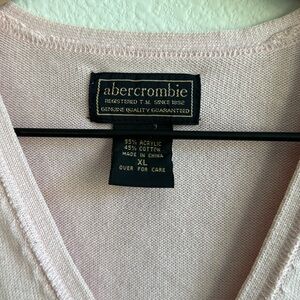 abercrombie
REGISTERED T.M. SINCE 1892
GENUINE QUALITY GUARANTEED
55% ACRYLIC
45% COTTON
MADE IN CHINA
XL
OVER FOR CARE